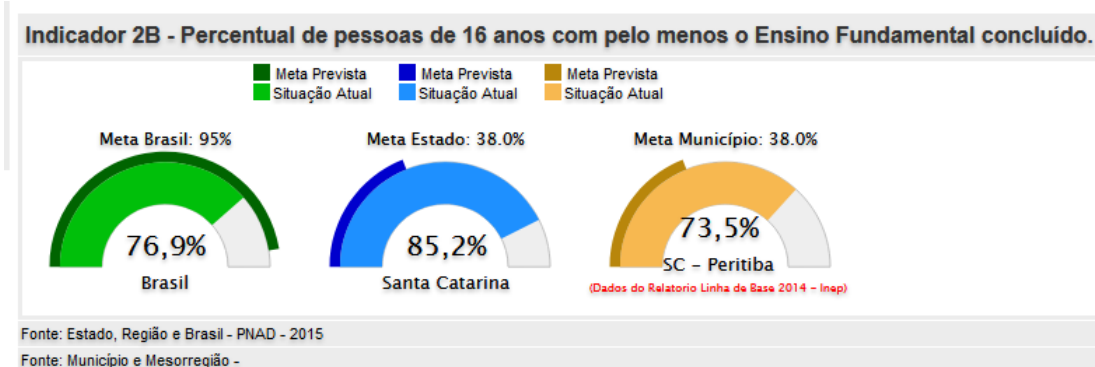 Indicador 2B - Percentual de pessoas de 16 anos com pelo menos o Ensino Fundamental concluído.
Meta Prevista Meta Prevista Meta Prevista
Situação Atual Situação Atual Situação Atual
Meta Brasil: 95% Meta Estado: 38.0% Meta Município: 38.0%
76,9% 85,2% 73,5%
Brasil Santa Catarina SC - Peritiba
(Dados do Relatorio Linha de Base 2014 - Inep)
Fonte: Estado, Região e Brasil - PNAD - 2015
Fonte: Município e Mesorregião -